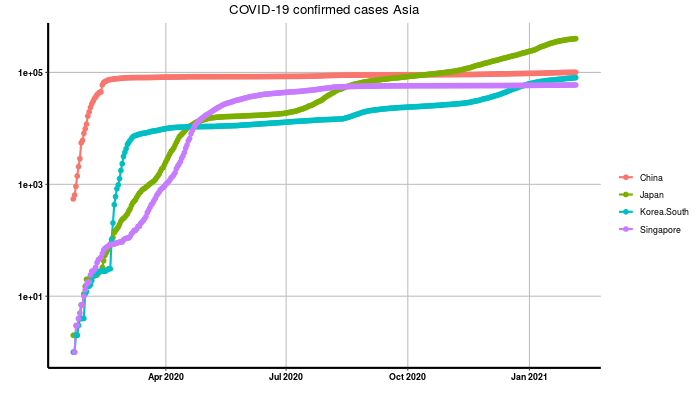 COVID-19 confirmed cases Asia
1e+05
1e+03
1e+01
Apr 2020
Jul 2020
Oct 2020
Jan 2021
China
Japan
Korea.South
Singapore